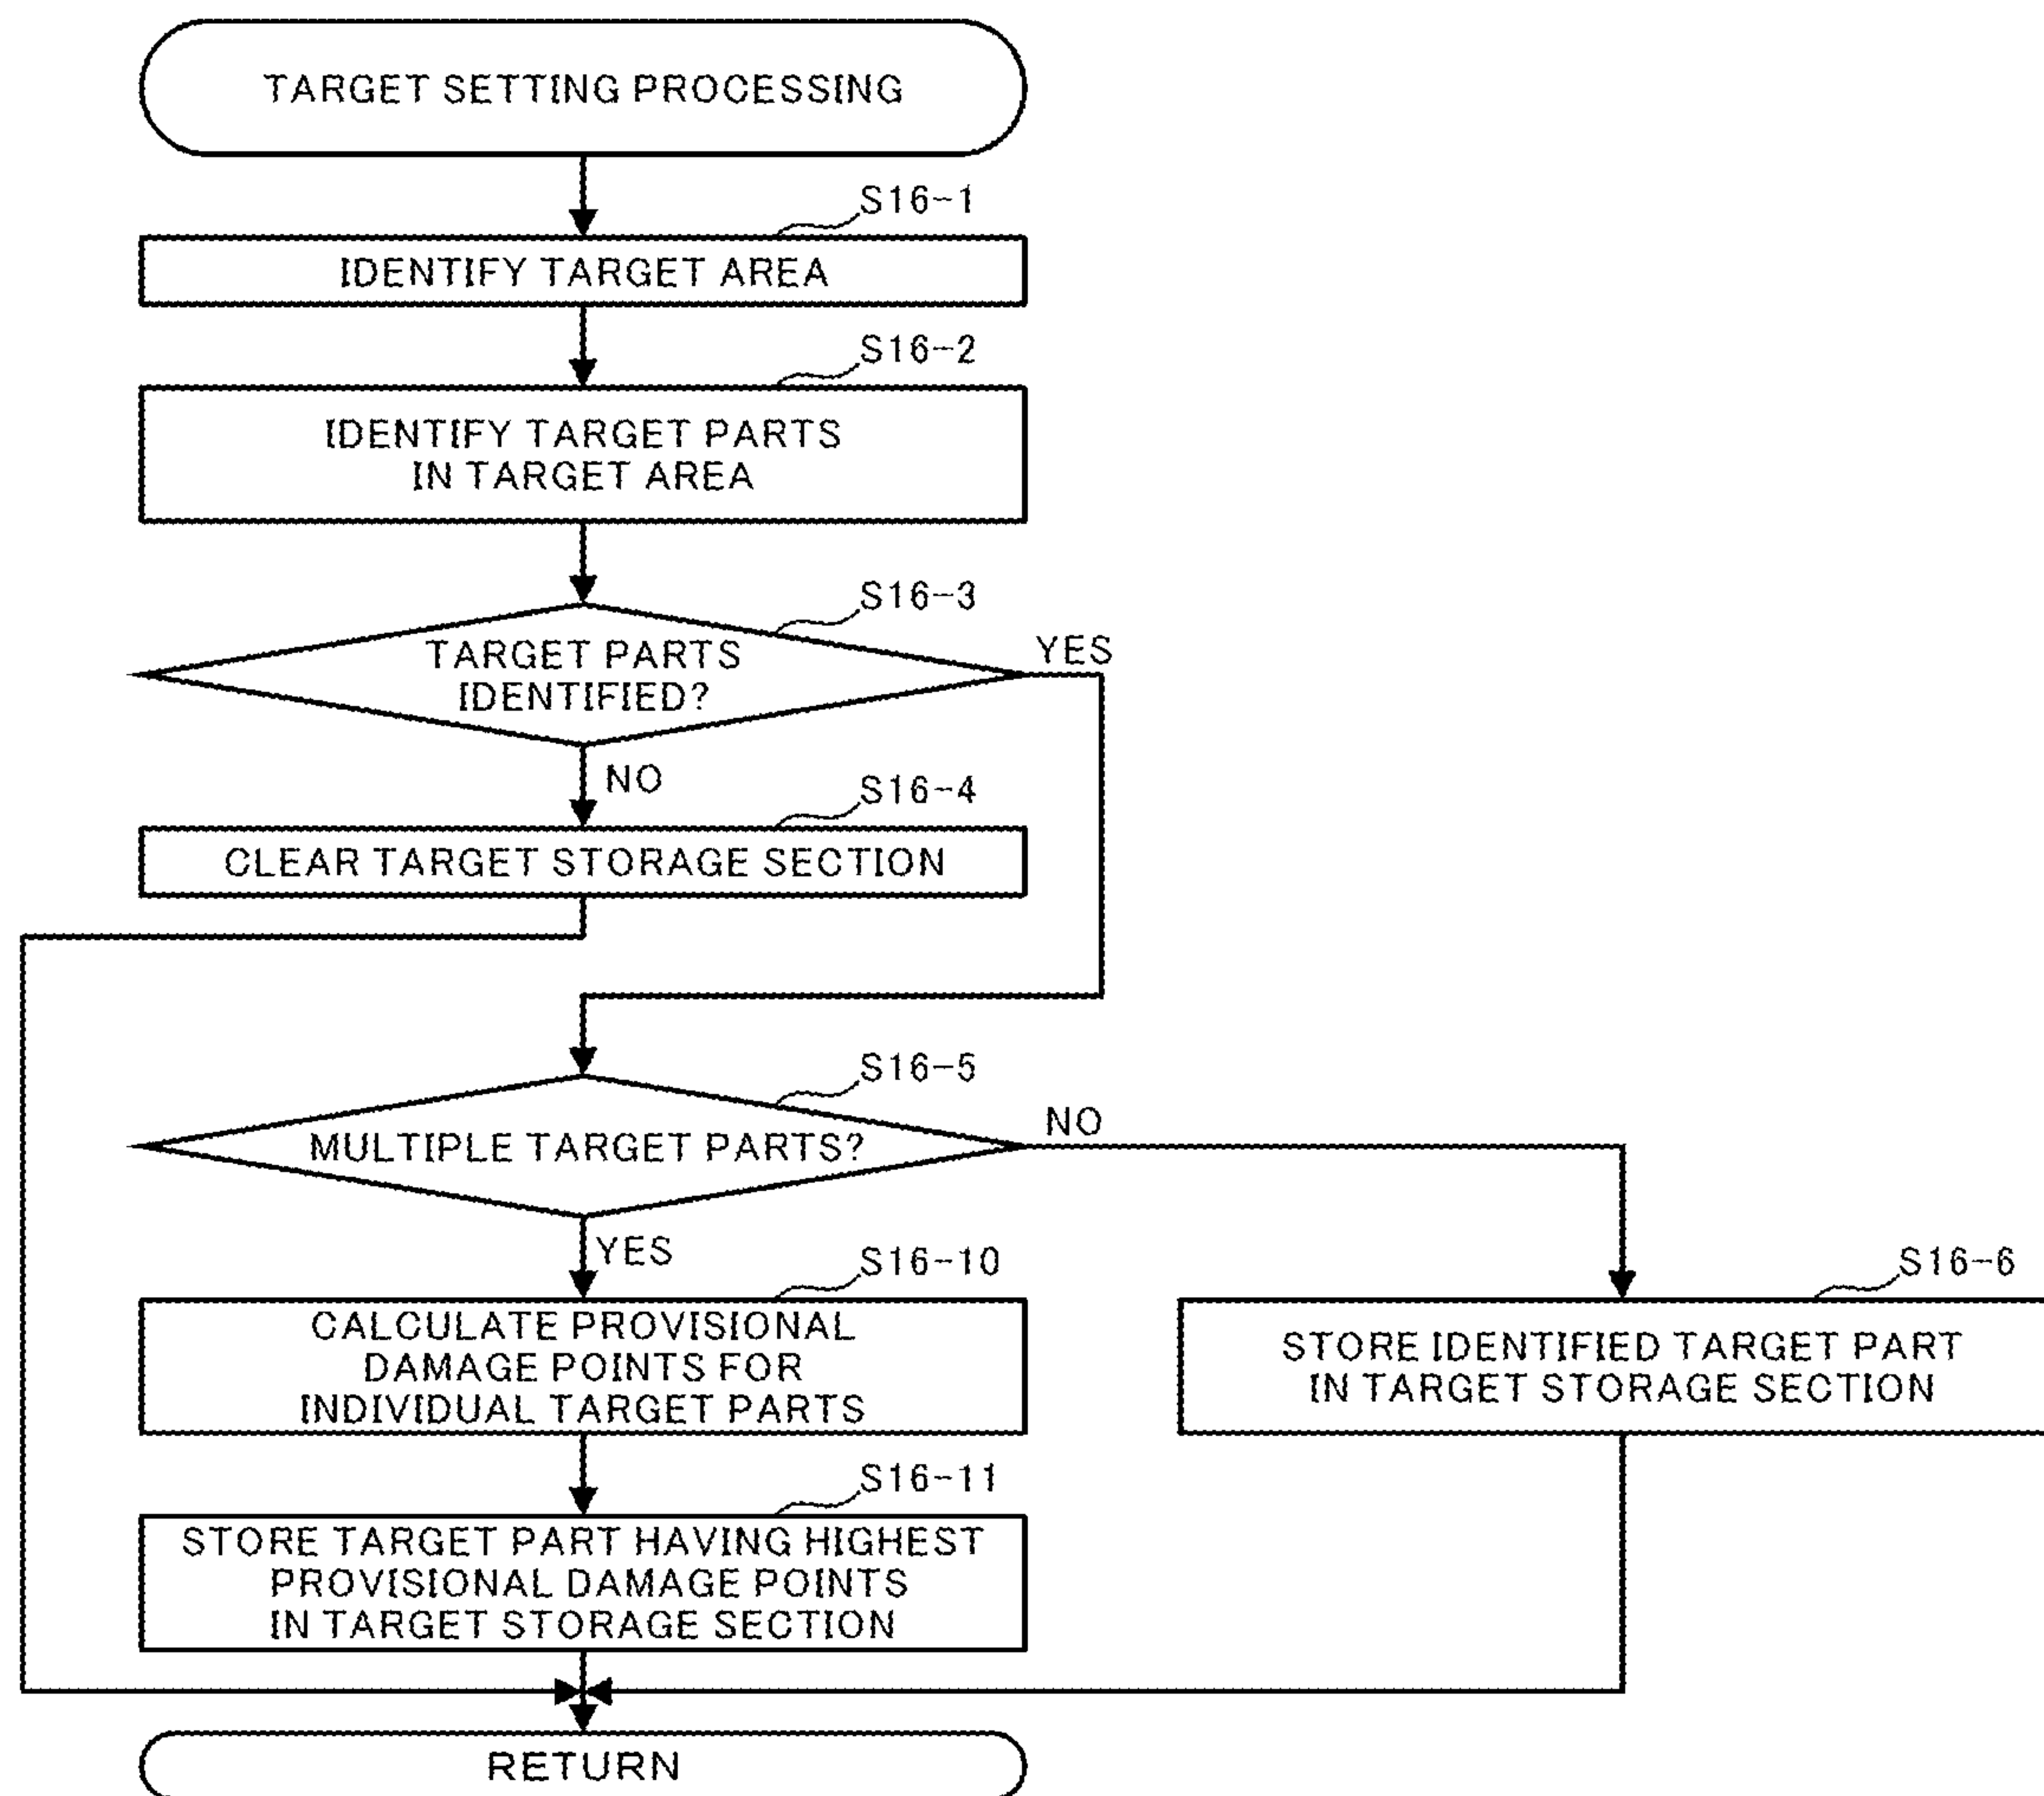 TARGET SETTING PROCESSING
S16-1
IDENTIFY TARGET AREA
S16-2
IDENTIFY TARGET PARTS
IN TARGET AREA
S16-3
TARGET PARTS
IDENTIFIED?
YES
NO
S16-4
CLEAR TARGET STORAGE SECTION
S16-5
MULTIPLE TARGET PARTS?
NO
YES
S16-10
CALCULATE PROVISIONAL
DAMAGE POINTS FOR
INDIVIDUAL TARGET PARTS
S16-6
STORE IDENTIFIED TARGET PART
IN TARGET STORAGE SECTION
S16-11
STORE TARGET PART HAVING HIGHEST
PROVISIONAL DAMAGE POINTS
IN TARGET STORAGE SECTION
RETURN